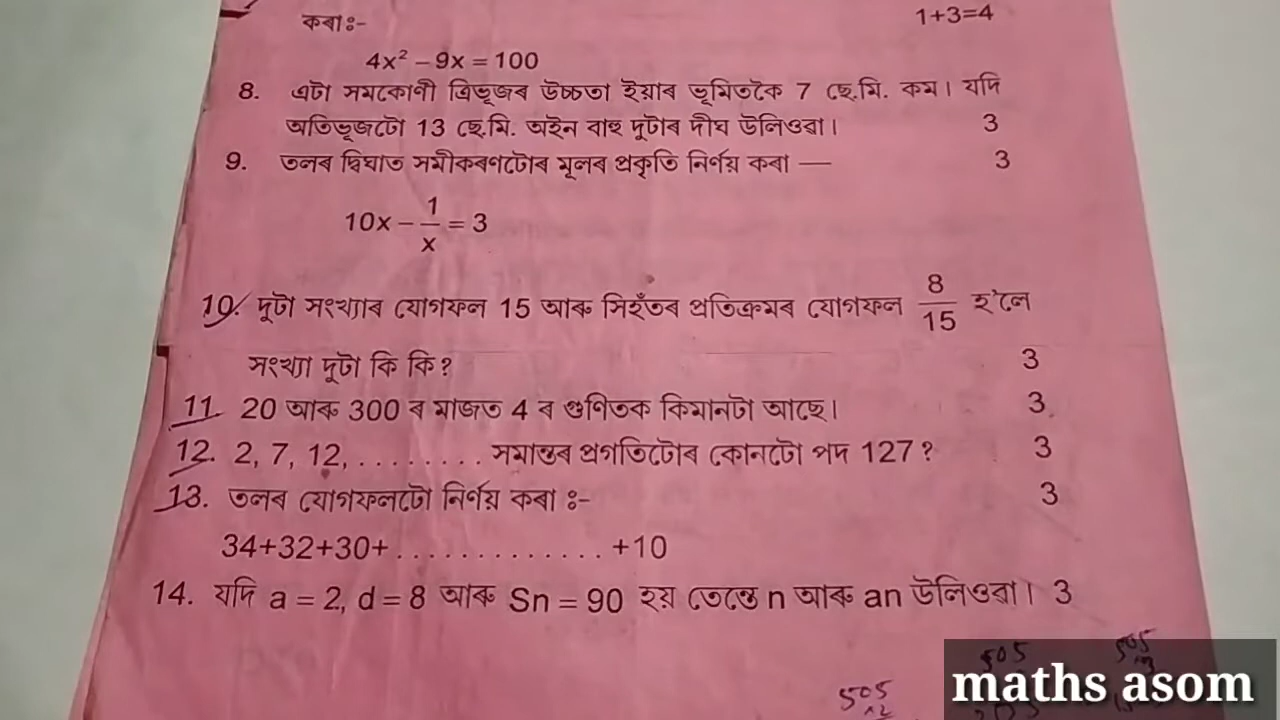 কৰাঃ- 1+3=4
4x² – 9x = 100
8. এটা সমকোণী ত্ৰিভূজৰ উচ্চতা ইয়াৰ ভূমিতকৈ 7 ছে.মি. কম। যদি
অতিভূজটো 13 ছে.মি. অইন বাহু দুটাৰ দীঘ উলিওৱা। 3
9. তলৰ দ্বিঘাত সমীকৰণটোৰ মূলৰ প্ৰকৃতি নিৰ্ণয় কৰা — 3
10x – 1/x = 3
10. দুটা সংখ্যাৰ যোগফল 15 আৰু সিহঁতৰ প্ৰতিক্ৰমৰ যোগফল 8/15 হ'লে
সংখ্যা দুটা কি কি? 3
11. 20 আৰু 300 ৰ মাজত 4 ৰ গুণিতক কিমানটা আছে। 3
12. 2, 7, 12, . . . . . . . . সমান্তৰ প্ৰগতিটোৰ কোনটো পদ 127 ? 3
13. তলৰ যোগফলটো নিৰ্ণয় কৰা ঃ- 3
34+32+30+ . . . . . . . . . . . . . +10
14. যদি a = 2, d = 8 আৰু Sn = 90 হয় তেন্তে n আৰু an উলিওৱা। 3
505 505
505 maths asom